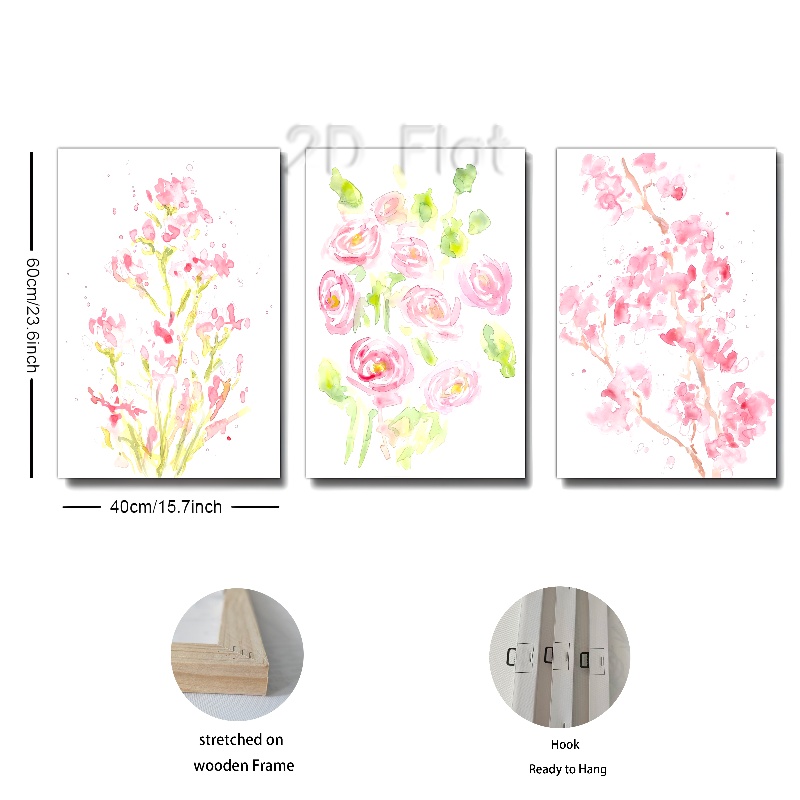 2D Flat
60cm/23.6inch
40cm/15.7inch
stretched on
wooden Frame
Hook
Ready to Hang